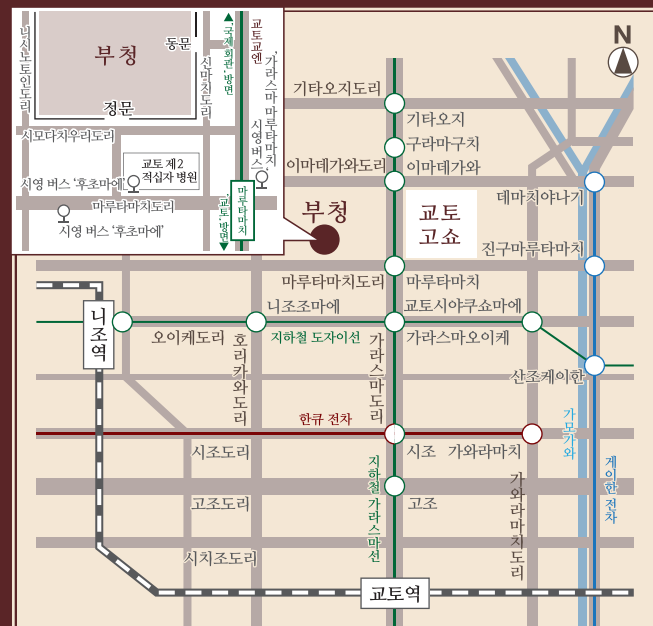 니시노토인도리
부청
동문
정문
신마치도리
국제회관, 방면
교토교엔
가라스마 마루타마치,
시영 버스
시모다치우리도리
교토 제2
적십자 병원
시영 버스 '후초마에'
마루타마치도리
시영 버스 '후초마에'
마루타마치
교토, 방면
N
기타오지도리
기타오지
구라마구치
이마데가와도리
이마데가와
데마치야나기
부청
교토
고쇼
진구마루타마치
마루타마치도리
마루타마치
니조조마에
교토시야쿠쇼마에
니조역
오이케도리
호리카와도리
지하철 도자이선
가라스마도리
가라스마오이케
산조케이한
한큐 전차
가모가와
시조도리
시조
가와라마치
지하철 가라스마선
가와라마치도리
게이한 전차
고조도리
고조
시치조도리
교토역